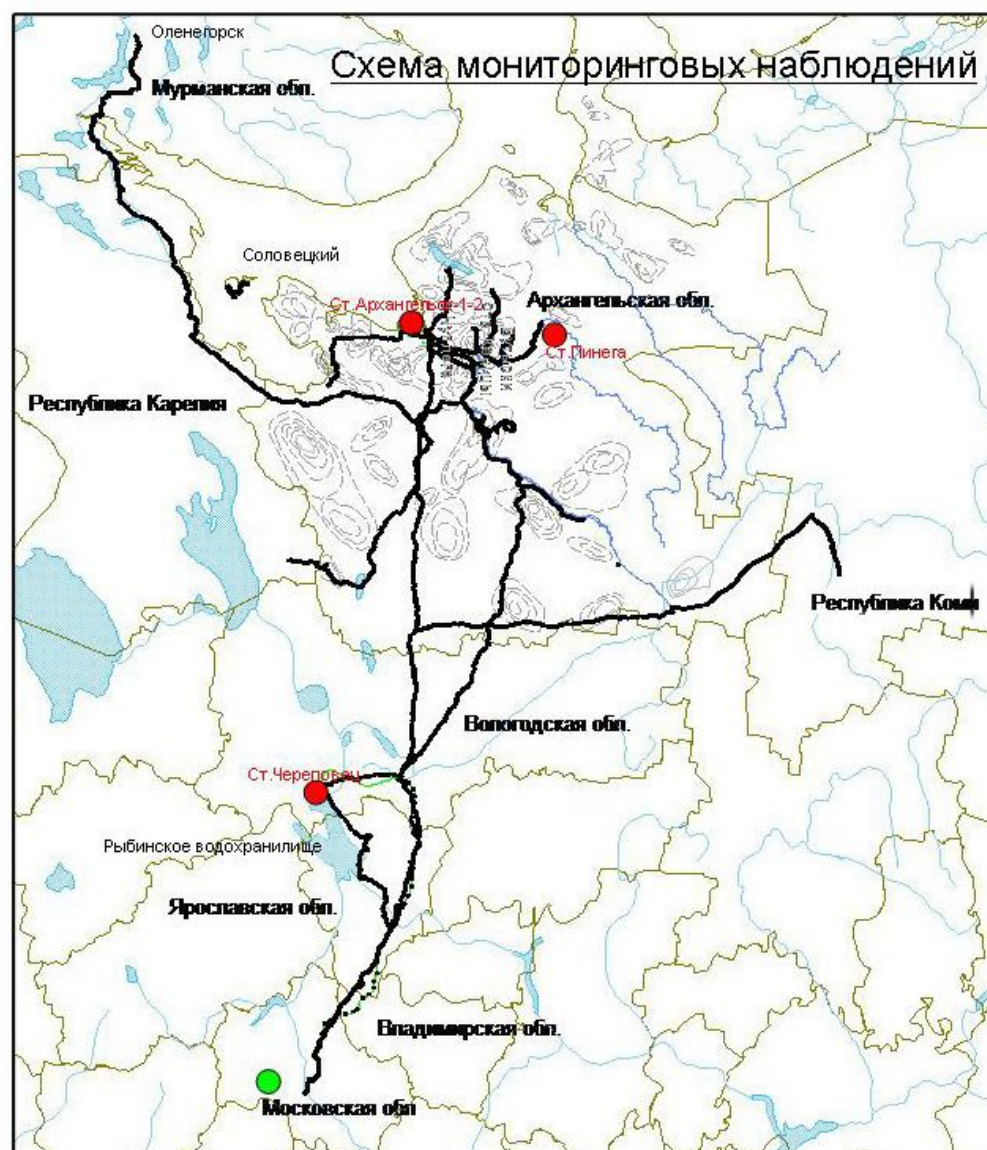 Оленегорск
Схема мониторинговых наблюдений
Мурманская обл.
Соловецкий
Ст.Архангельск-1-2
Архангельская обл.
Ст.Пинега
Республика Карелия
Республика Коми
Вологодская обл.
Ст.Череповец
Рыбинское водохранилище
Ярославская обл.
Владимирская обл.
Московская обл